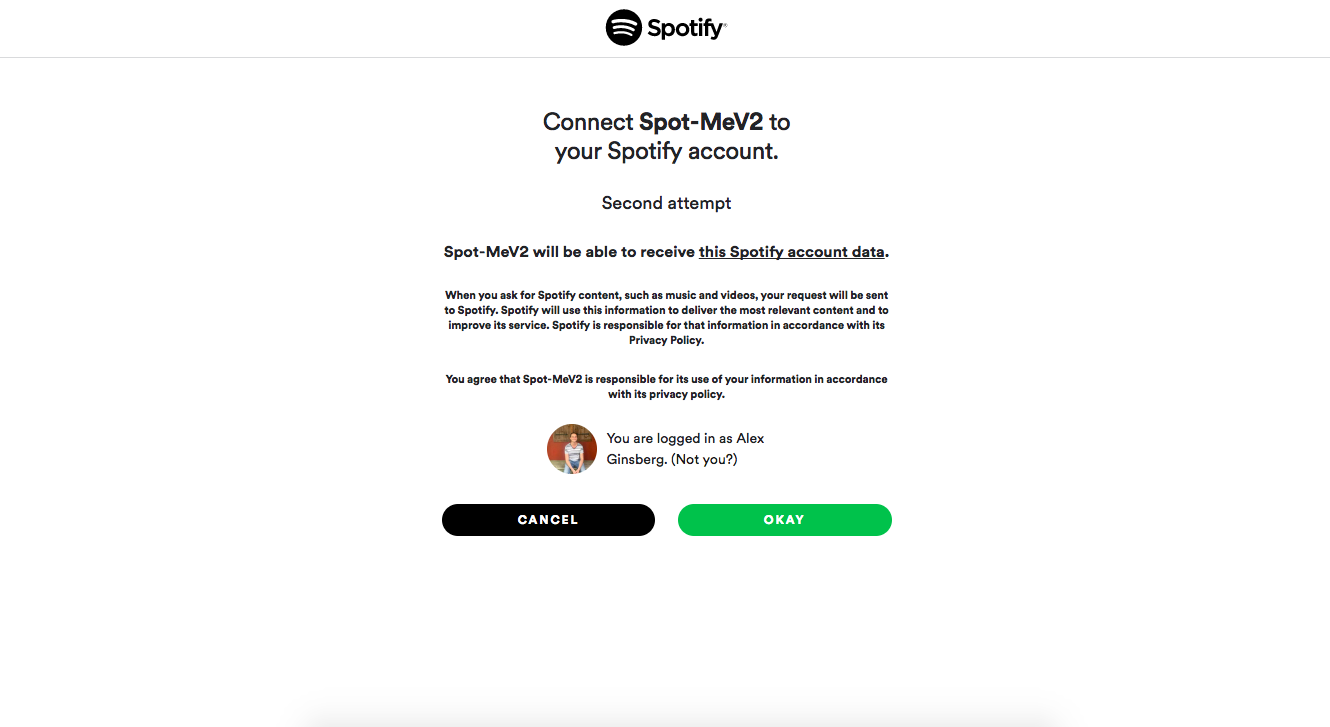 Spotify®
Connect Spot-MeV2 to
your Spotify account.
Second attempt
Spot-MeV2 will be able to receive this Spotify account data.
When you ask for Spotify content, such as music and videos, your request will be sent
to Spotify. Spotify will use this information to deliver the most relevant content and to
improve its service. Spotify is responsible for that information in accordance with its
Privacy Policy.
You agree that Spot-MeV2 is responsible for its use of your information in accordance
with its privacy policy.
You are logged in as Alex
Ginsberg. (Not you?)
CANCEL
OKAY